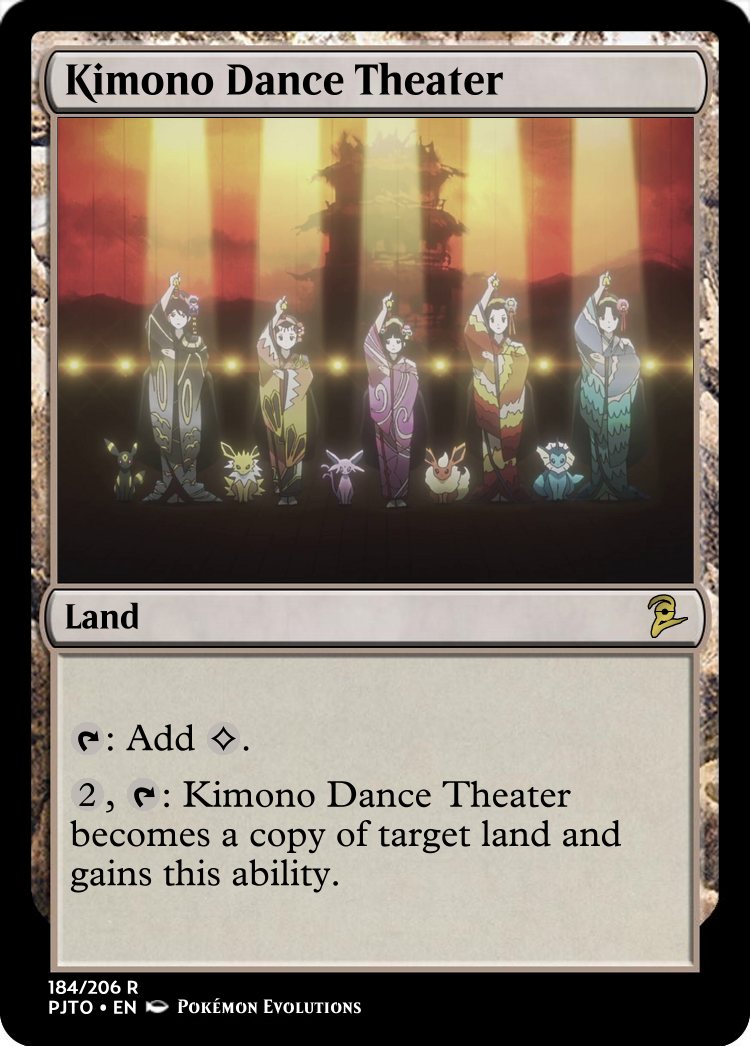 Kimono Dance Theater
Land
: Add .
2, : Kimono Dance Theater
becomes a copy of target land and
gains this ability.
184/206 R
PJTO • EN Pokémon Evolutions